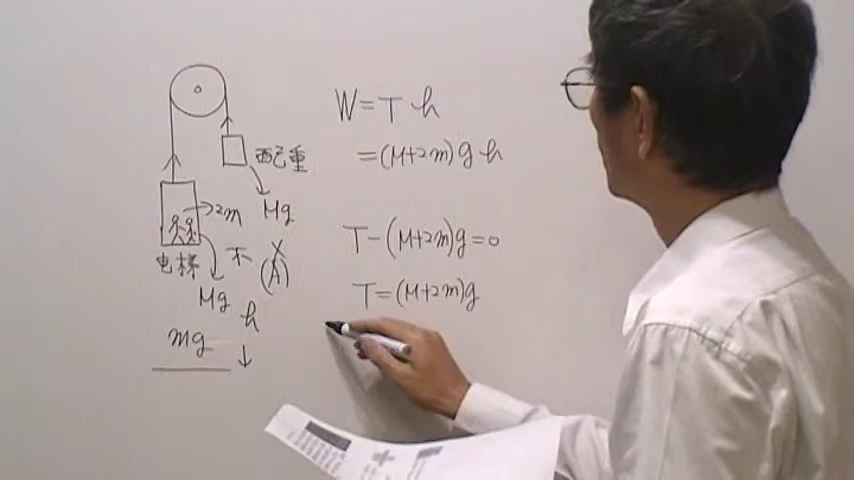 W = T h
= (M+2m) g h
T - (M+2m)g = 0
T = (M+2m)g
配重
Mg
2m
电梯
不
(人)
Mg
h
mg